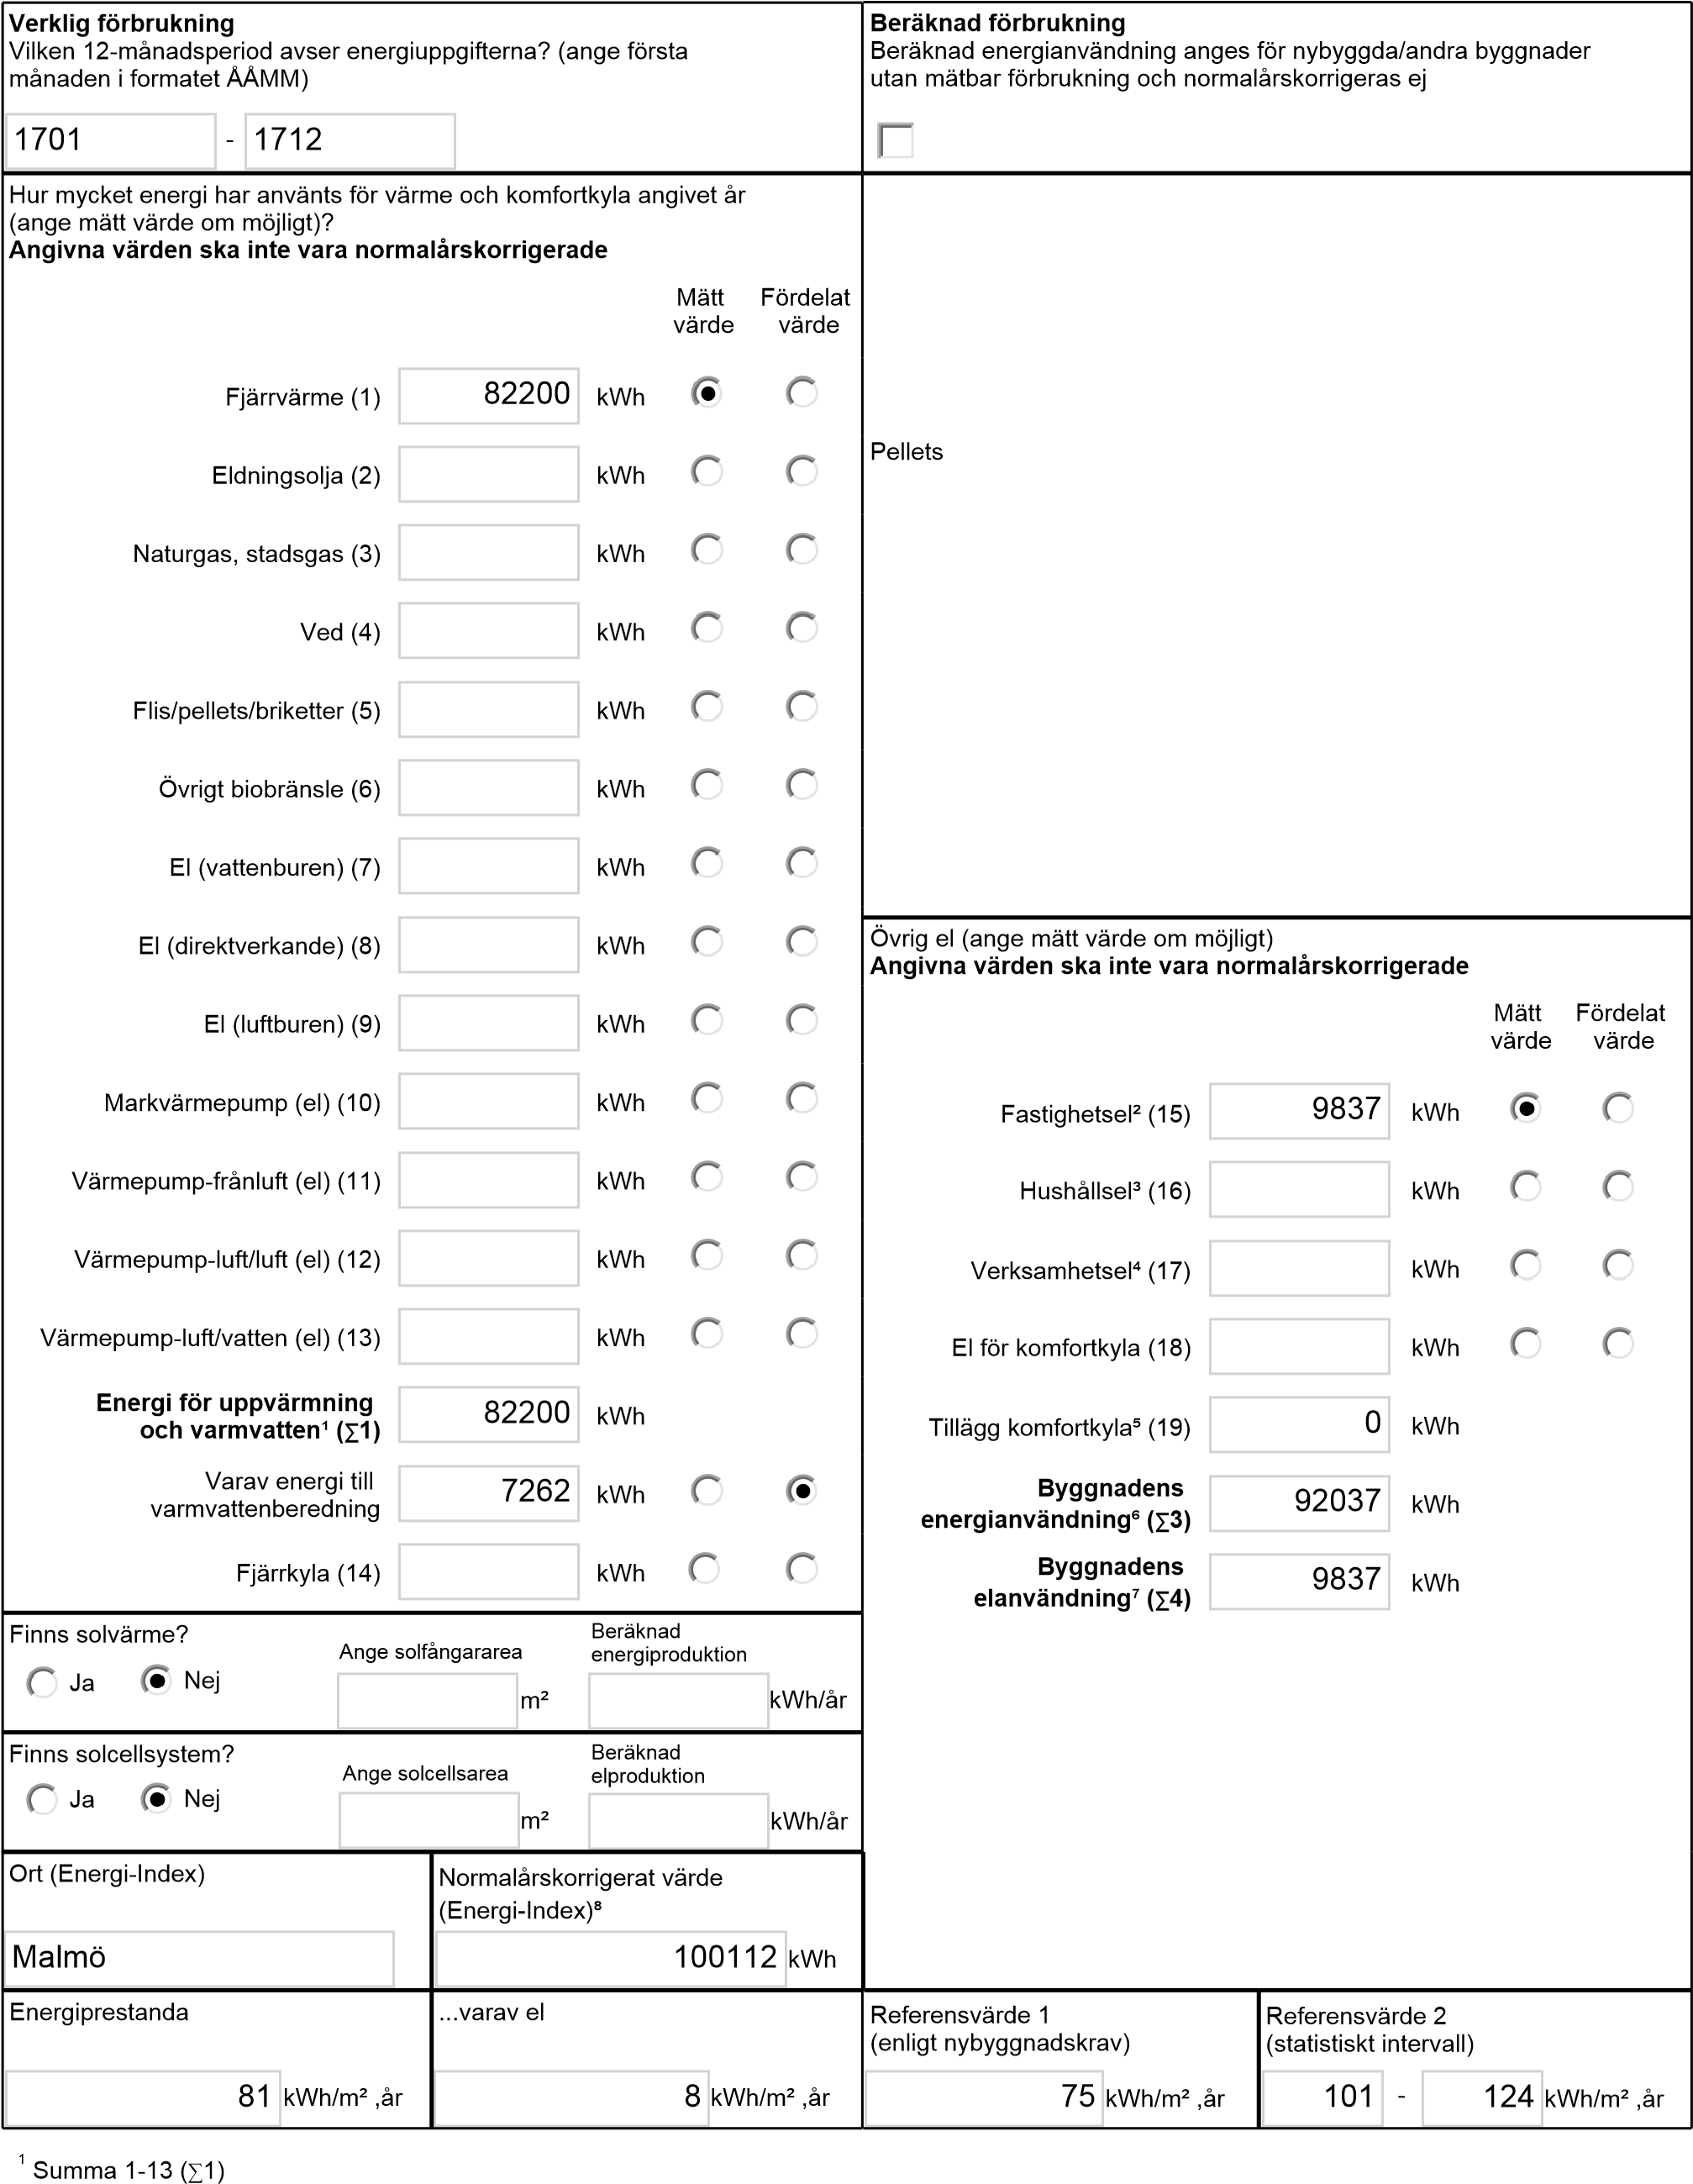 Verklig förbrukning
Vilken 12-månadsperiod avser energiuppgifterna? (ange första
månaden i formatet ÅÅMM)
1701 - 1712
Beräknad förbrukning
Beräknad energianvändning anges för nybyggda/andra byggnader
utan mätbar förbrukning och normalårskorrigeras ej
Hur mycket energi har använts för värme och komfortkyla angivet år
(ange mätt värde om möjligt)?
Angivna värden ska inte vara normalårskorrigerade
Mätt Fördelat
värde värde
Fjärrvärme (1) 82200 kWh
Eldningsolja (2) kWh
Naturgas, stadsgas (3) kWh
Ved (4) kWh
Flis/pellets/briketter (5) kWh
Övrigt biobränsle (6) kWh
El (vattenburen) (7) kWh
El (direktverkande) (8) kWh
El (luftburen) (9) kWh
Markvärmepump (el) (10) kWh
Värmepump-frånluft (el) (11) kWh
Värmepump-luft/luft (el) (12) kWh
Värmepump-luft/vatten (el) (13) kWh
Energi för uppvärmning
och varmvatten¹ (∑1) 82200 kWh
Varav energi till
varmvattenberedning 7262 kWh
Fjärrkyla (14) kWh
Pellets
Övrig el (ange mätt värde om möjligt)
Angivna värden ska inte vara normalårskorrigerade
Mätt Fördelat
värde värde
Fastighetsel² (15) 9837 kWh
Hushållsel³ (16) kWh
Verksamhetsel⁴ (17) kWh
El för komfortkyla (18) kWh
Tillägg komfortkyla⁵ (19) 0 kWh
Byggnadens
energianvändning⁶ (∑3) 92037 kWh
Byggnadens
elanvändning⁷ (∑4) 9837 kWh
Finns solvärme?
Ja Nej
Ange solfångararea
m²
Beräknad
energiproduktion
kWh/år
Finns solcellsystem?
Ja Nej
Ange solcellsarea
m²
Beräknad
elproduktion
kWh/år
Ort (Energi-Index)
Malmö
Normalårskorrigerat värde
(Energi-Index)⁸
100112 kWh
Energiprestanda
81 kWh/m² ,år
...varav el
8 kWh/m² ,år
Referensvärde 1
(enligt nybyggnadskrav)
75 kWh/m² ,år
Referensvärde 2
(statistiskt intervall)
101 - 124 kWh/m² ,år
¹ Summa 1-13 (∑1)